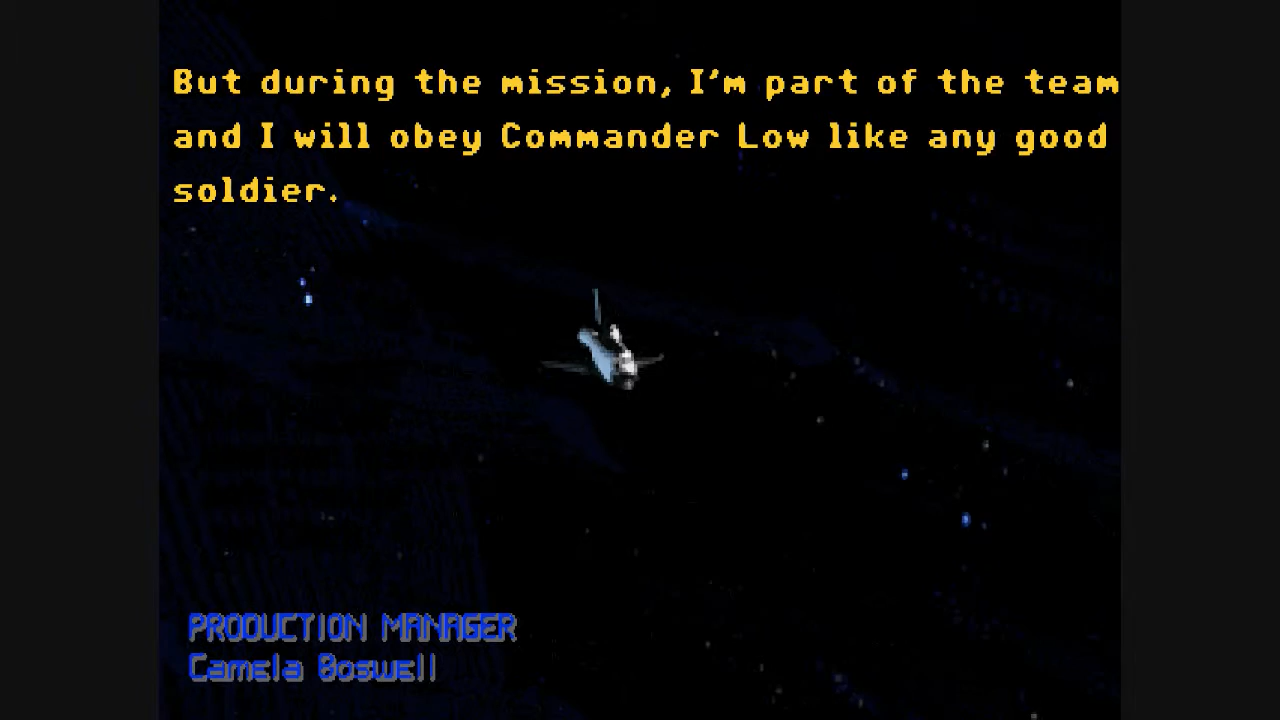 But during the mission, I'm part of the team
and I will obey Commander Low like any good
soldier.
PRODUCTION MANAGER
Camela Boswell